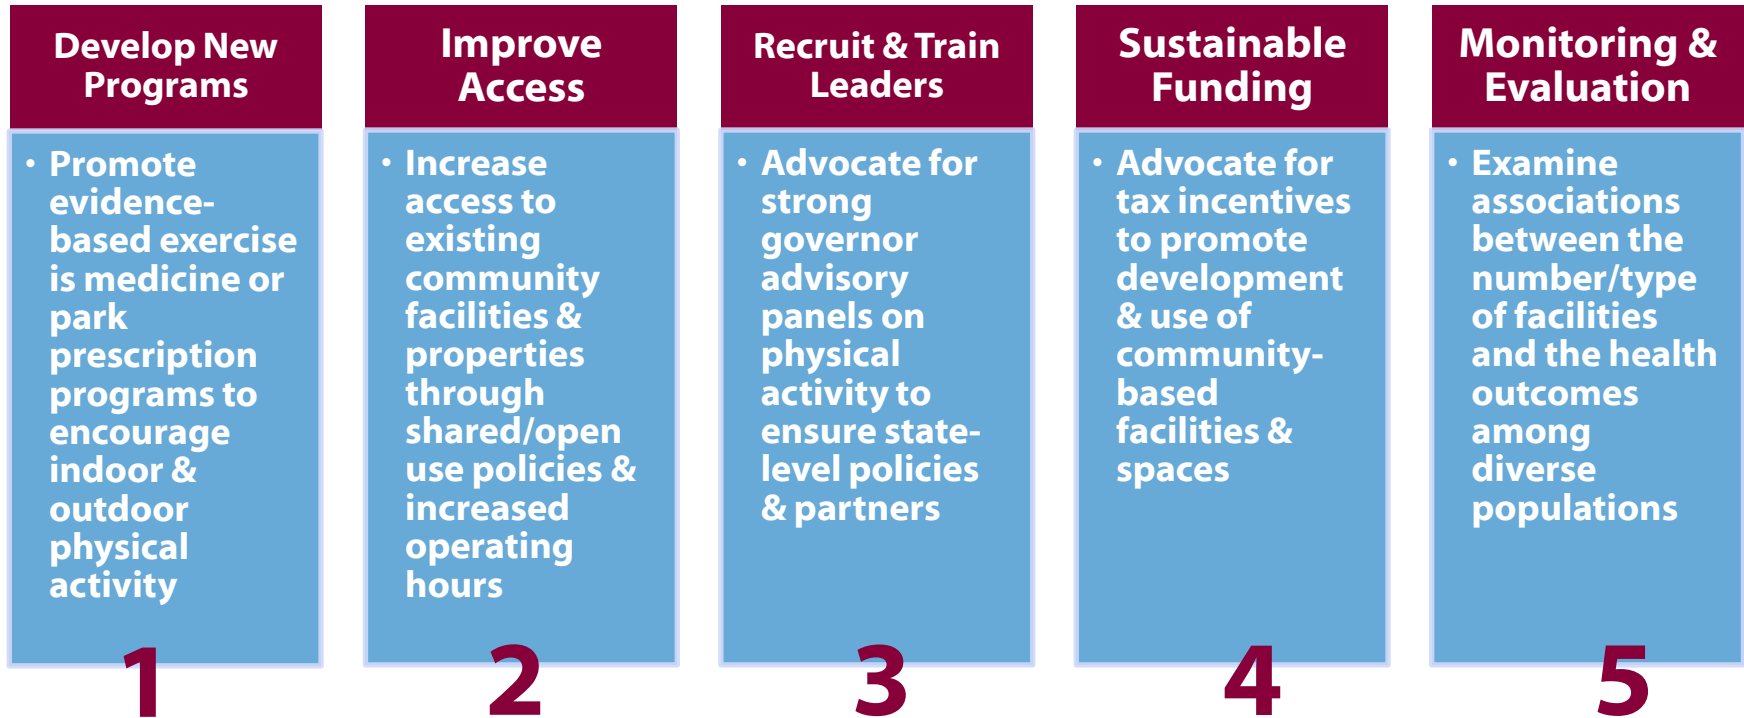 Develop New
Programs
• Promote
evidence-
based exercise
is medicine or
park
prescription
programs to
encourage
indoor &
outdoor
physical
activity
1
Improve
Access
• Increase
access to
existing
community
facilities &
properties
through
shared/open
use policies &
increased
operating
hours
2
Recruit & Train
Leaders
• Advocate for
strong
governor
advisory
panels on
physical
activity to
ensure state-
level policies
& partners
3
Sustainable
Funding
• Advocate for
tax incentives
to promote
development
& use of
community-
based
facilities &
spaces
4
Monitoring &
Evaluation
• Examine
associations
between the
number/type
of facilities
and the health
outcomes
among
diverse
populations
5